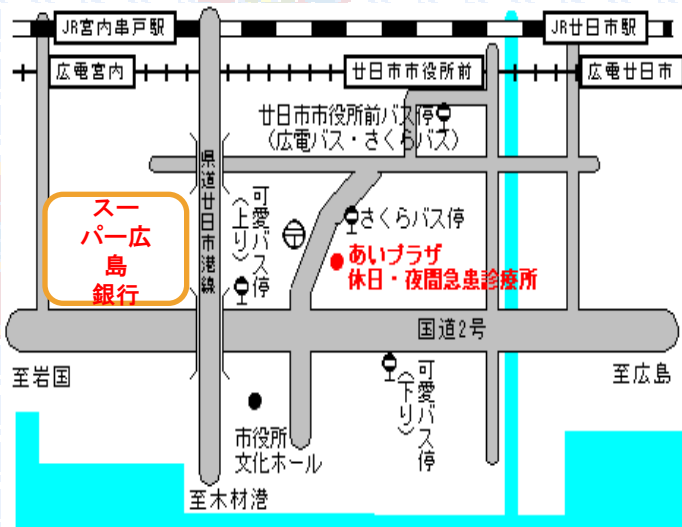 JR宮内串戸駅
JR廿日市駅
広電宮内
廿日市市役所前
広電廿日市
廿日市市役所前バス停
（広電バス・さくらバス）
県道廿日市港線
可愛バス停
（上り）
さくらバス停
スー
パー広
島
銀行
あいプラザ
休日・夜間急患診療所
国道2号
至岩国
至広島
可愛バス停
（下り）
市役所
文化ホール
至木材港